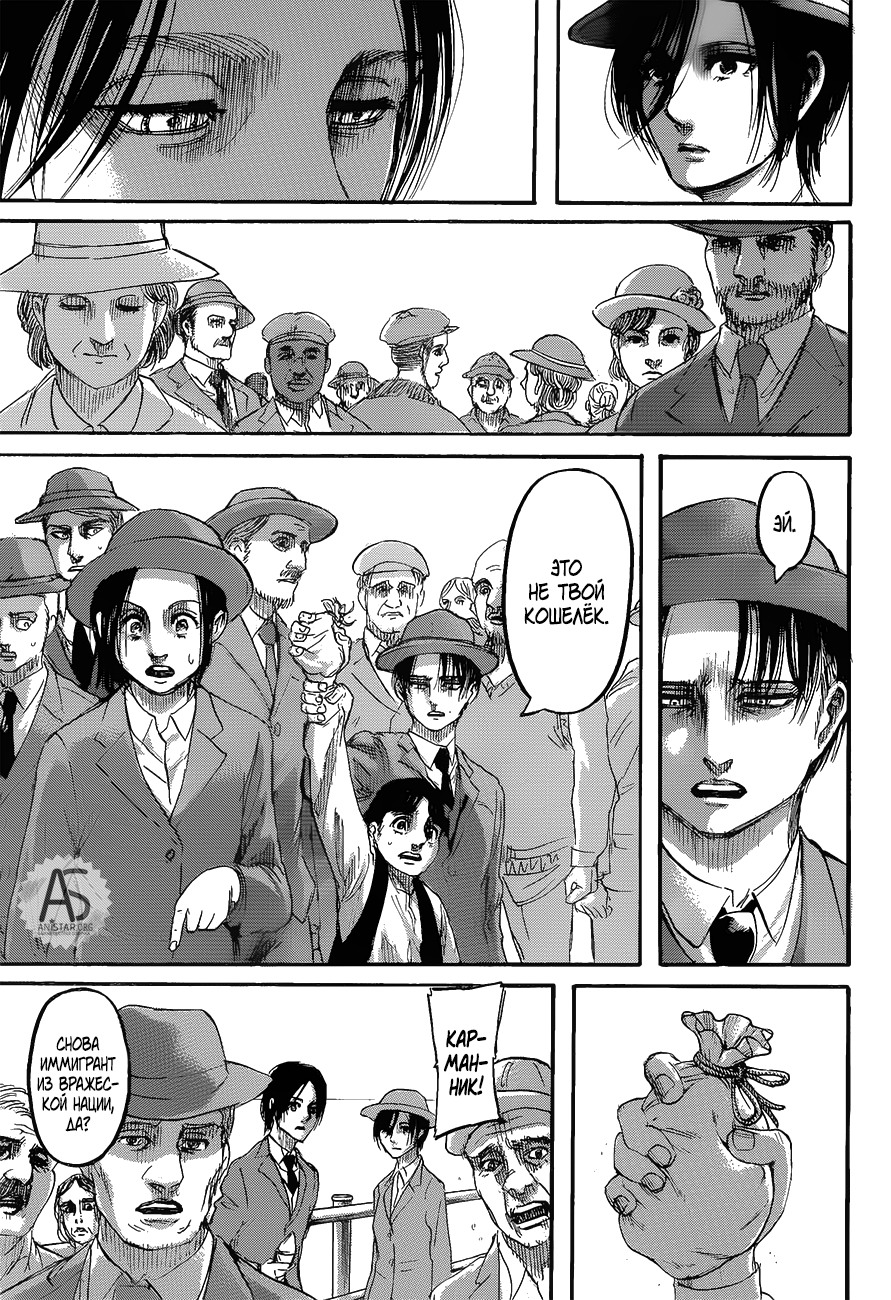 ЭЙ.
ЭТО
НЕ ТВОЙ
КОШЕЛЁК.
КАР-
МАН-
НИК!
СНОВА
ИММИГРАНТ
ИЗ ВРАЖЕС-
КОЙ НАЦИИ,
ДА?
AS
ANISTAR.ORG